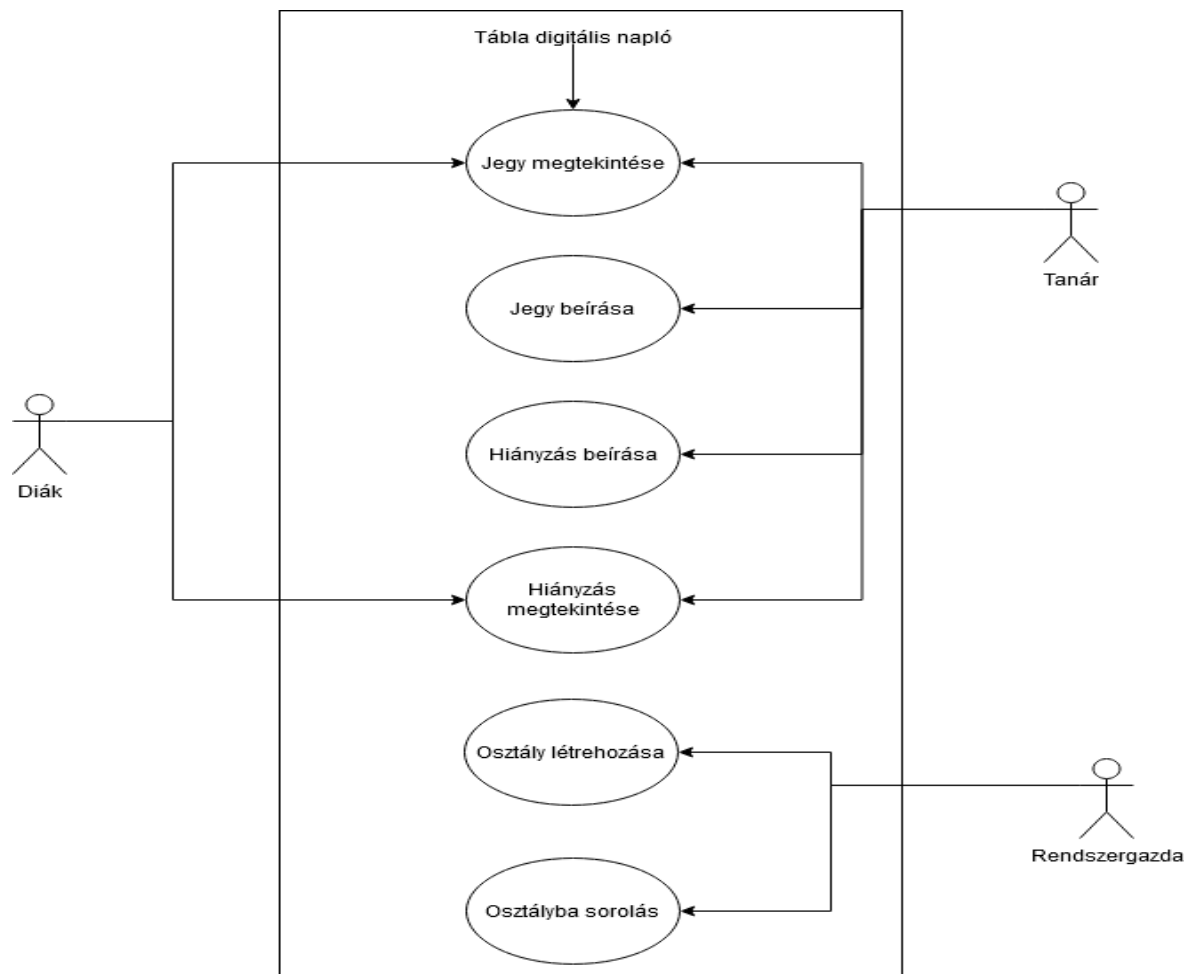 Tábla digitális napló
Jegy megtekintése
Jegy beírása
Tanár
Hiányzás beírása
Diák
Hiányzás
megtekintése
Osztály létrehozása
Rendszergazda
Osztályba sorolás